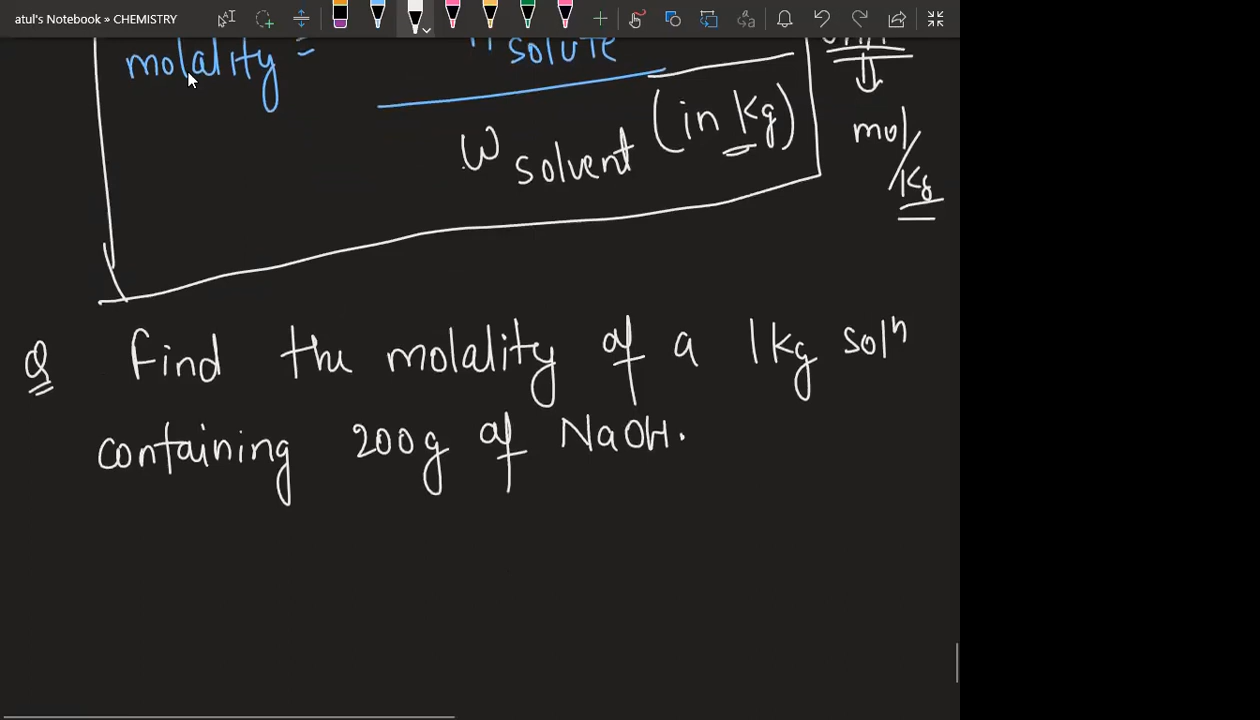 atul's Notebook » CHEMISTRY
molality = n solute
W solvent (in Kg)
mol/Kg
Q Find the molality of a 1kg solⁿ
containing 200g of NaOH.